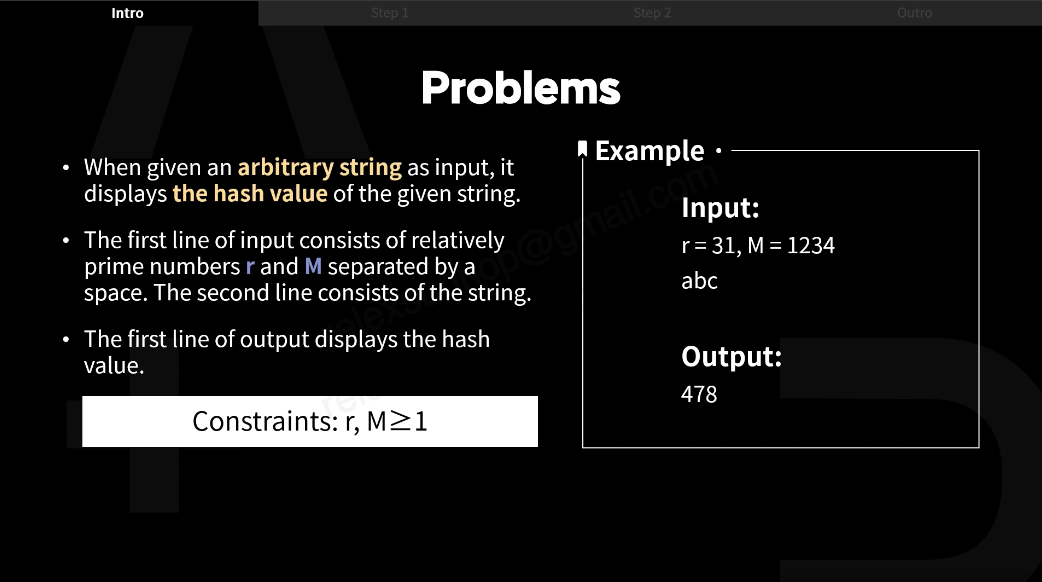 Intro
Step 1
Step 2
Outro
Problems
• When given an arbitrary string as input, it
displays the hash value of the given string.
• The first line of input consists of relatively
prime numbers r and M separated by a
space. The second line consists of the string.
• The first line of output displays the hash
value.
Constraints: r, M≥1
Example ·
Input:
r = 31, M = 1234
abc
Output:
478